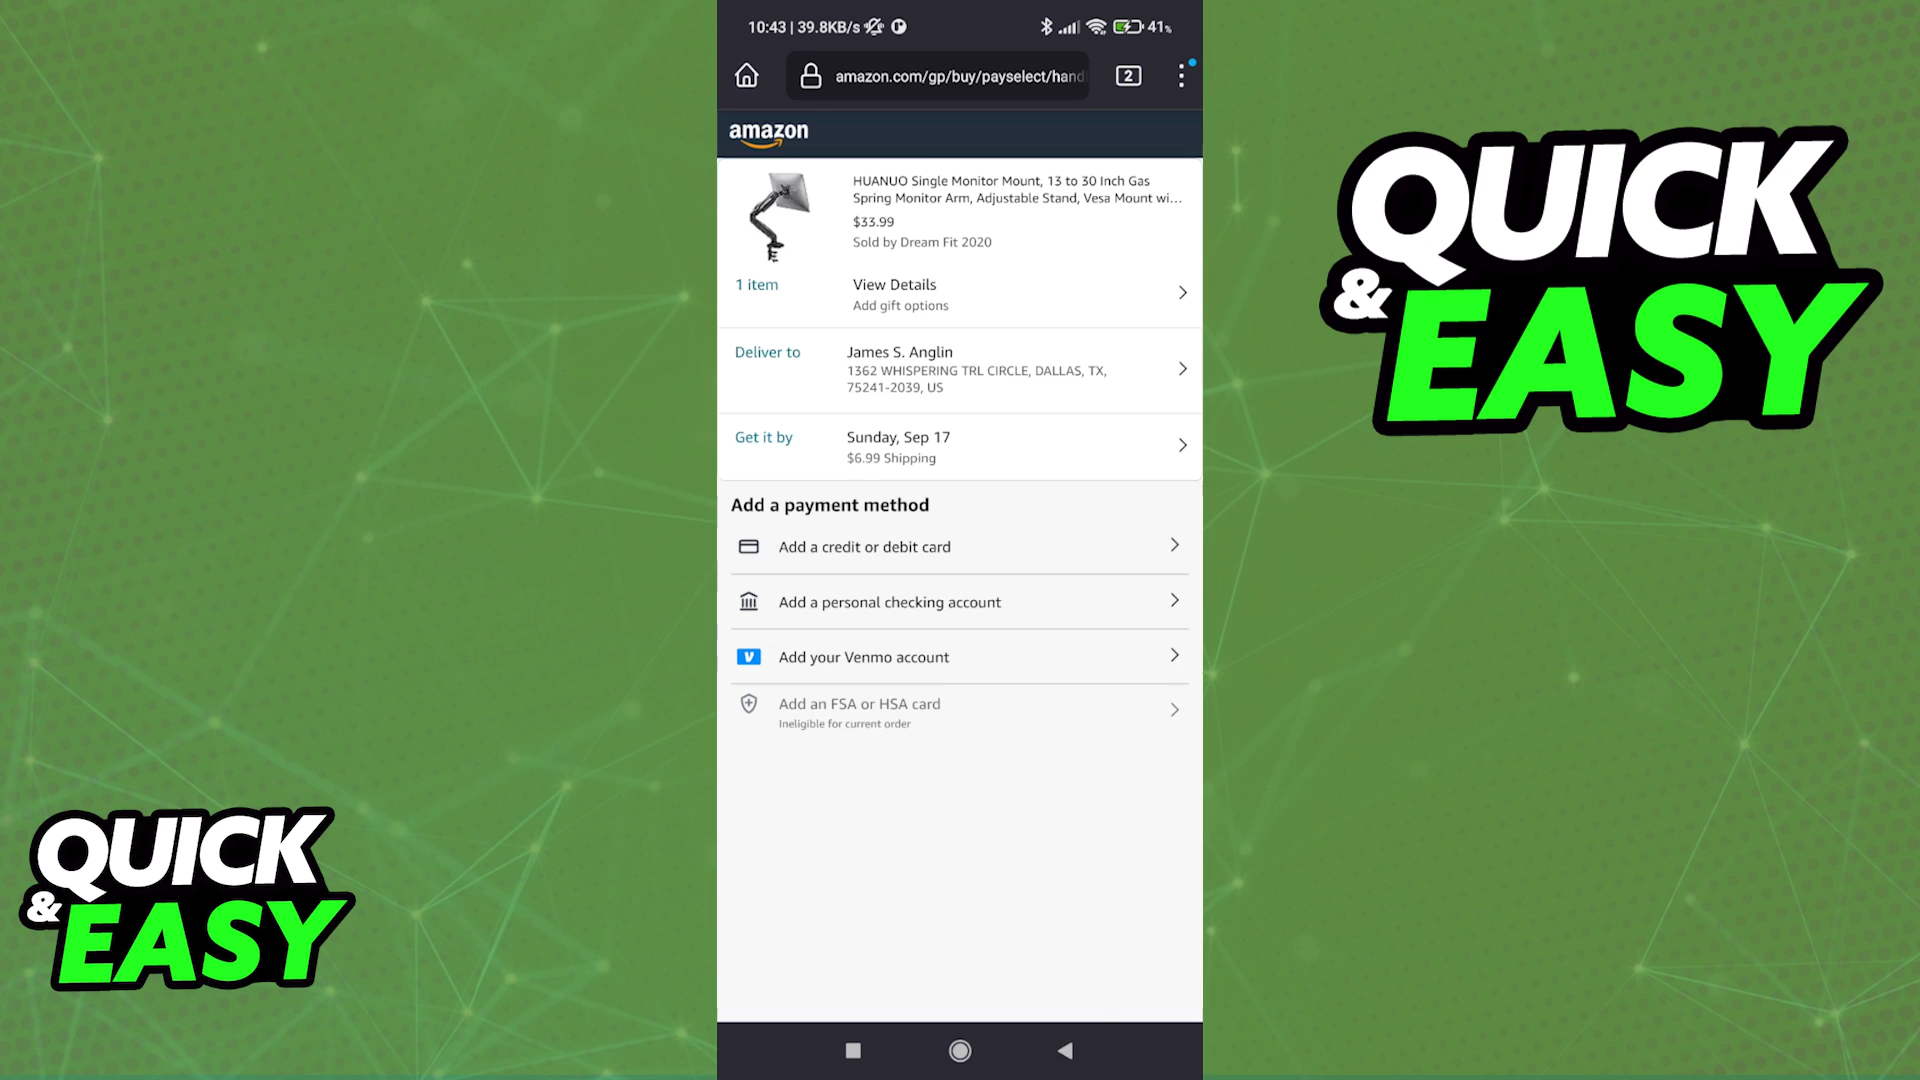 10:43 | 39.8KB/s
41%
amazon.com/gp/buy/payselect/hand
2
amazon
HUANUO Single Monitor Mount, 13 to 30 Inch Gas
Spring Monitor Arm, Adjustable Stand, Vesa Mount wi...
$33.99
Sold by Dream Fit 2020
1 item
View Details
Add gift options
Deliver to
James S. Anglin
1362 WHISPERING TRL CIRCLE, DALLAS, TX,
75241-2039, US
Get it by
Sunday, Sep 17
$6.99 Shipping
Add a payment method
Add a credit or debit card
Add a personal checking account
V
Add your Venmo account
Add an FSA or HSA card
Ineligible for current order
QUICK
& EASY
QUICK
& EASY